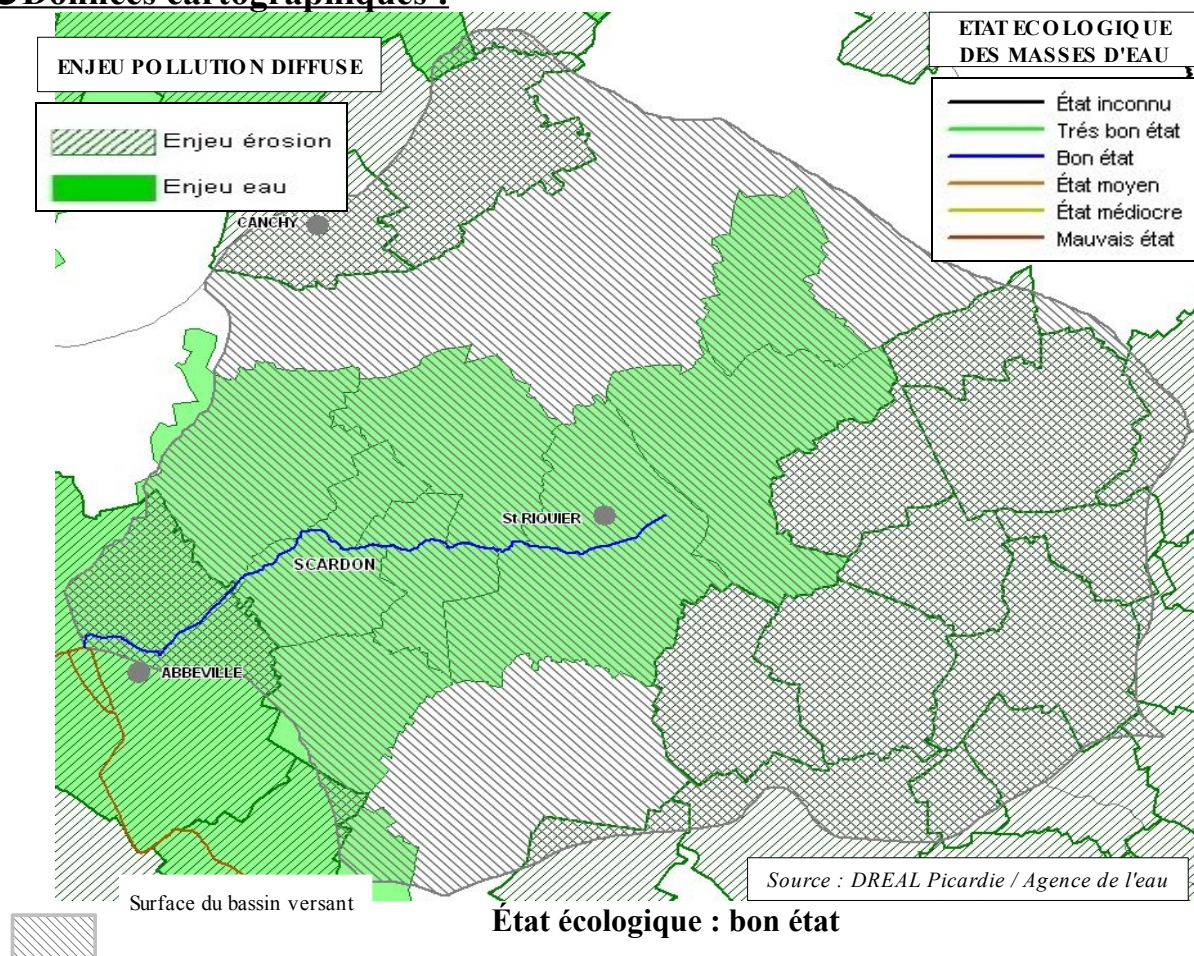 Données cartographiques :
ENJEU POLLUTION DIFFUSE
Enjeu érosion
Enjeu eau
ETAT ECOLOGIQUE
DES MASSES D'EAU
État inconnu
Trés bon état
Bon état
État moyen
État médiocre
Mauvais état
CANCHY
St RIQUIER
SCARDON
ABBEVILLE
Source : DREAL Picardie / Agence de l'eau
Surface du bassin versant
État écologique : bon état